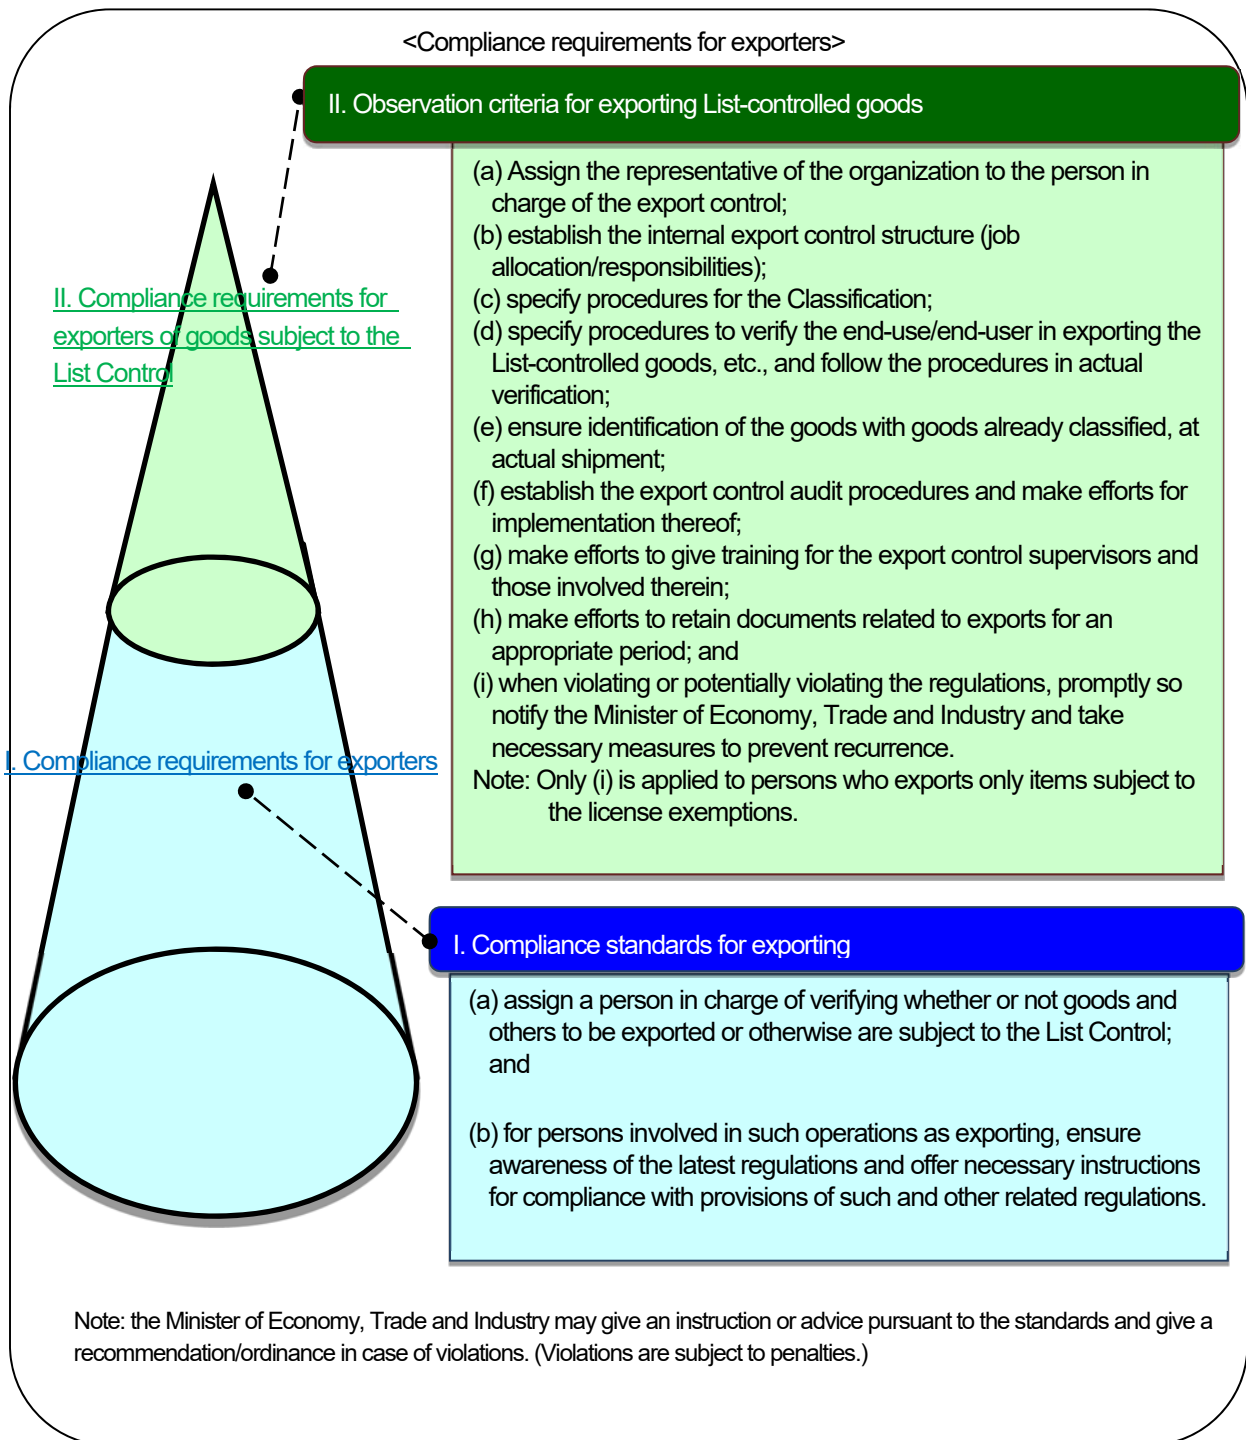 <Compliance requirements for exporters>
II. Observation criteria for exporting List-controlled goods
(a) Assign the representative of the organization to the person in
charge of the export control;
(b) establish the internal export control structure (job
allocation/responsibilities);
(c) specify procedures for the Classification;
(d) specify procedures to verify the end-use/end-user in exporting the
List-controlled goods, etc., and follow the procedures in actual
verification;
(e) ensure identification of the goods with goods already classified, at
actual shipment;
(f) establish the export control audit procedures and make efforts for
implementation thereof;
(g) make efforts to give training for the export control supervisors and
those involved therein;
(h) make efforts to retain documents related to exports for an
appropriate period; and
(i) when violating or potentially violating the regulations, promptly so
notify the Minister of Economy, Trade and Industry and take
necessary measures to prevent recurrence.
Note: Only (i) is applied to persons who exports only items subject to
the license exemptions.
II. Compliance requirements for
exporters of goods subject to the
List Control
I. Compliance requirements for exporters
I. Compliance standards for exporting
(a) assign a person in charge of verifying whether or not goods and
others to be exported or otherwise are subject to the List Control;
and
(b) for persons involved in such operations as exporting, ensure
awareness of the latest regulations and offer necessary instructions
for compliance with provisions of such and other related regulations.
Note: the Minister of Economy, Trade and Industry may give an instruction or advice pursuant to the standards and give a
recommendation/ordinance in case of violations. (Violations are subject to penalties.)